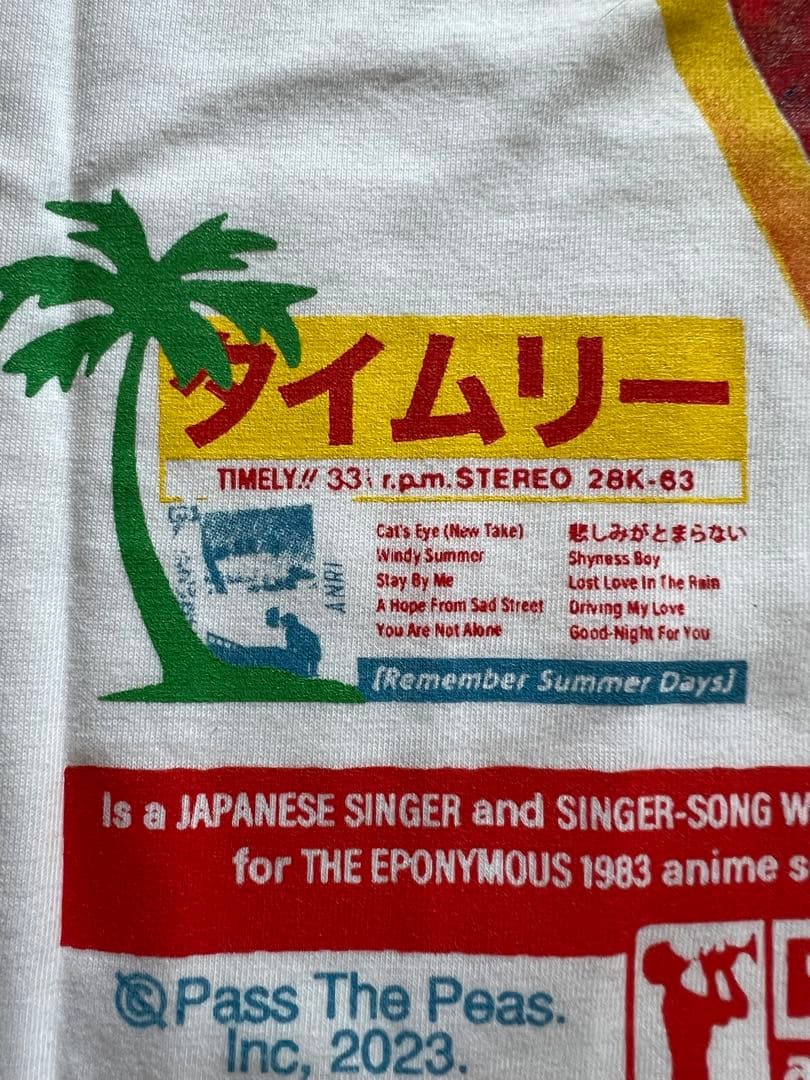 タイムリー
TIMELY!! 33⅓ r.p.m. STEREO 28K-63
ANRI
Cat's Eye (New Take)
Windy Summer
Stay By Me
A Hope From Sad Street
You Are Not Alone
悲しみがとまらない
Shyness Boy
Lost Love In The Rain
Driving My Love
Good-Night For You
[Remember Summer Days]
Is a JAPANESE SINGER and SINGER-SONG W
for THE EPONYMOUS 1983 anime s
Pass The Peas.
Inc, 2023.